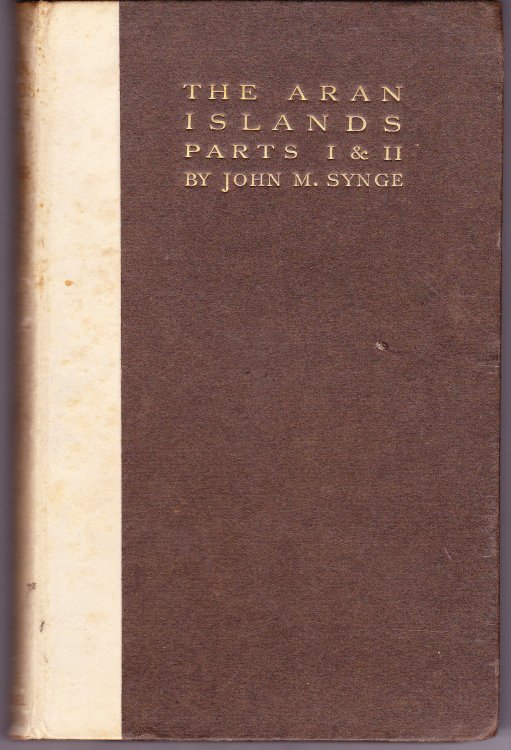 THE ARAN
ISLANDS
PARTS I & II
BY JOHN M. SYNGE